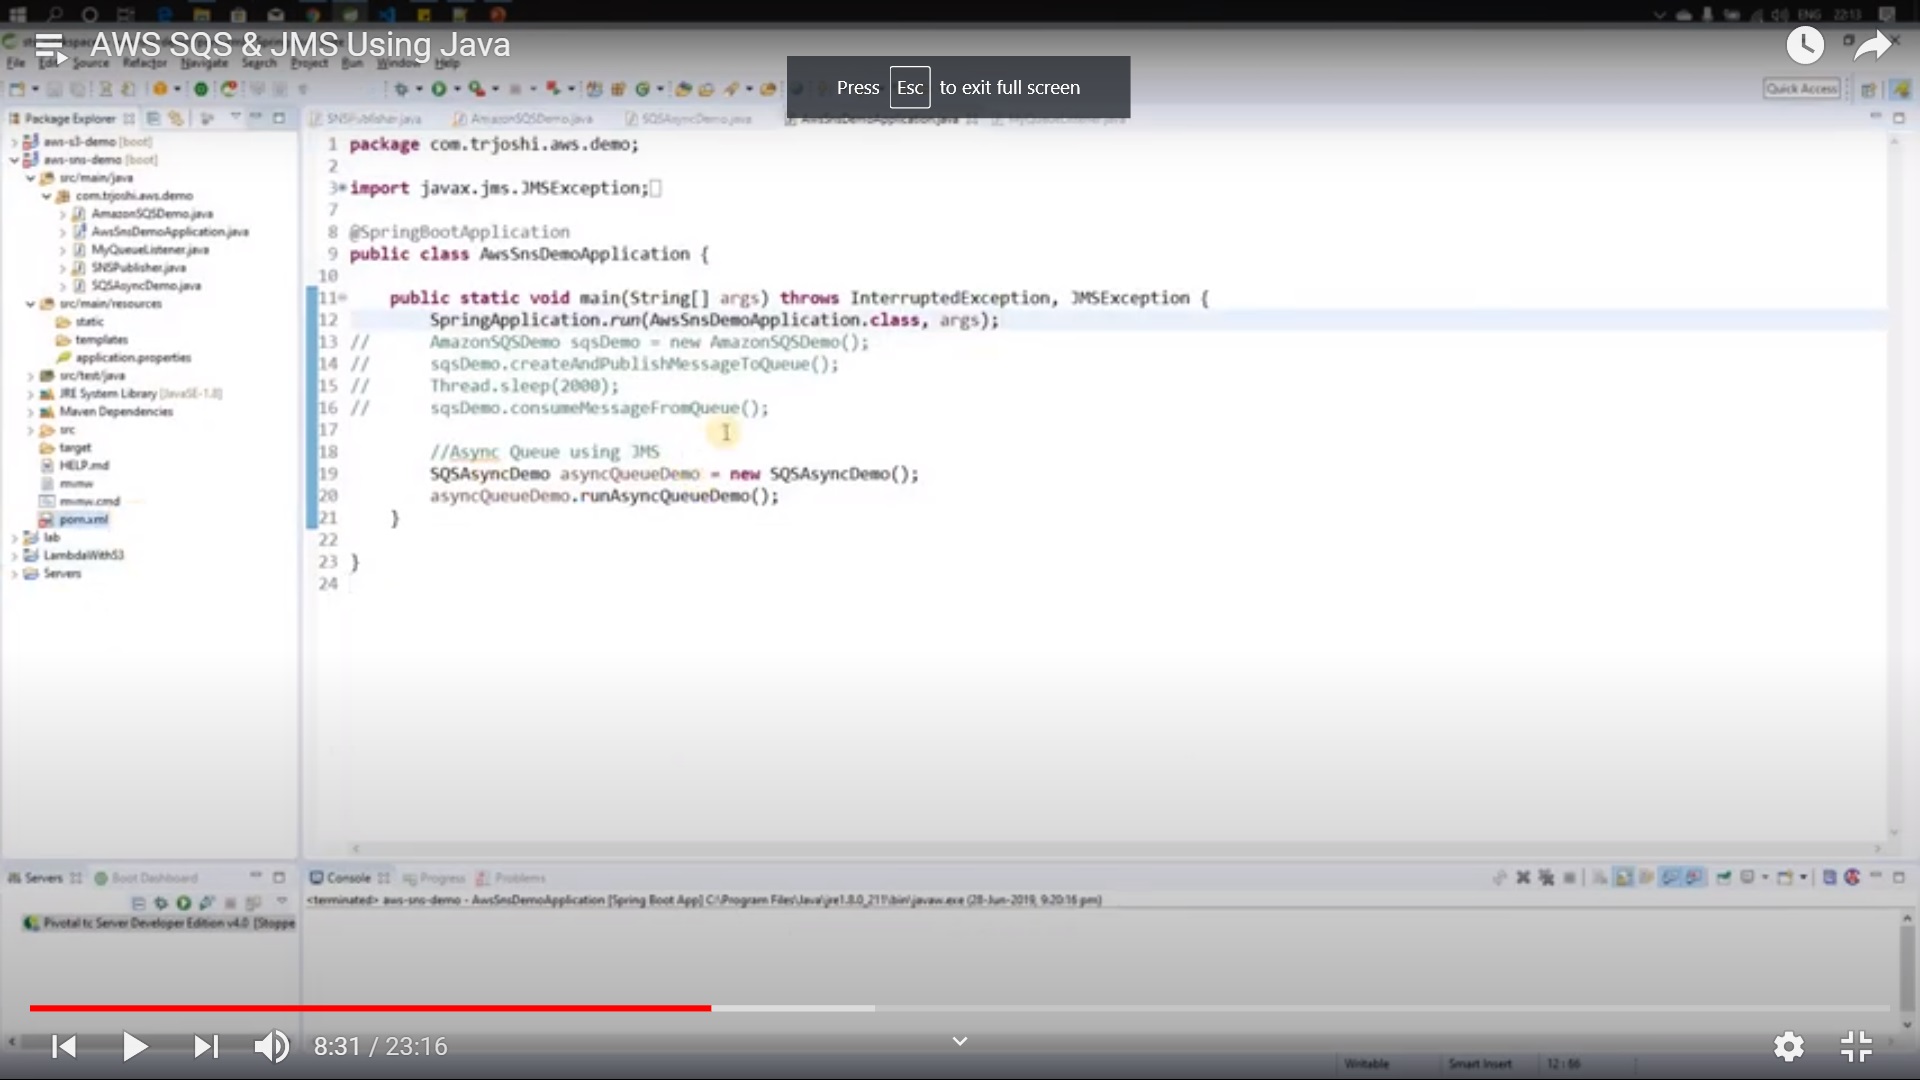 ENG 22:13
AWS SQS & JMS Using Java
File Edit Source Refactor Navigate Search Project Run Window Help
Press Esc to exit full screen
Quick Access
Package Explorer
SNSPublisher.java AmazonSQSDemo.java SQSAsyncDemo.java AwsSnsDemoApplication.java MyQueueListener.java
aws-s3-demo [boot]
aws-sns-demo [boot]
src/main/java
com.trjoshi.aws.demo
AmazonSQSDemo.java
AwsSnsDemoApplication.java
MyQueueListener.java
SNSPublisher.java
SQSAsyncDemo.java
src/main/resources
static
templates
application.properties
src/test/java
JRE System Library [JavaSE-1.8]
Maven Dependencies
src
target
HELP.md
mvnw
mvnw.cmd
pom.xml
lab
LambdaWithS3
Servers
1 package com.trjoshi.aws.demo;
2
3 import javax.jms.JMSException;
7
8 @SpringBootApplication
9 public class AwsSnsDemoApplication {
10
11 public static void main(String[] args) throws InterruptedException, JMSException {
12 SpringApplication.run(AwsSnsDemoApplication.class, args);
13 // AmazonSQSDemo sqsDemo = new AmazonSQSDemo();
14 // sqsDemo.createAndPublishMessageToQueue();
15 // Thread.sleep(2000);
16 // sqsDemo.consumeMessageFromQueue();
17
18 //Async Queue using JMS
19 SQSAsyncDemo asyncQueueDemo = new SQSAsyncDemo();
20 asyncQueueDemo.runAsyncQueueDemo();
21 }
22
23 }
24
Servers Boot Dashboard
Console Progress Problems
<terminated> aws-sns-demo - AwsSnsDemoApplication [Spring Boot App] C:\Program Files\Java\jre1.8.0_211\bin\javaw.exe (28-Jun-2019, 9:20:16 pm)
Pivotal tc Server Developer Edition v4.0 [Stoppe
8:31 / 23:16
Writable Smart Insert 12 : 66